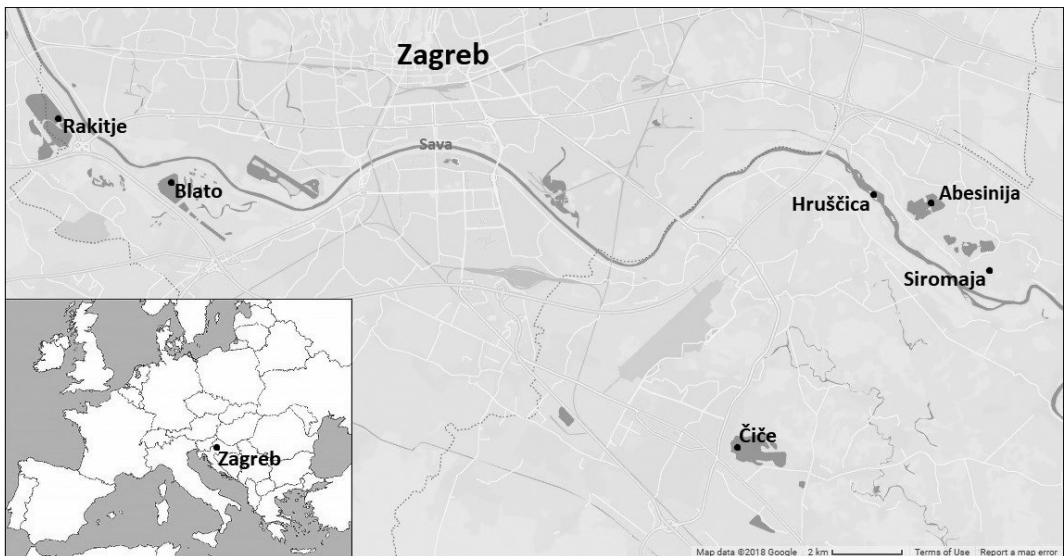 Zagreb
Rakitje
Sava
Blato
Abesinija
Hruščica
Siromaja
Čiče
Zagreb
Map data ©2018 Google 2 km Terms of Use Report a map error